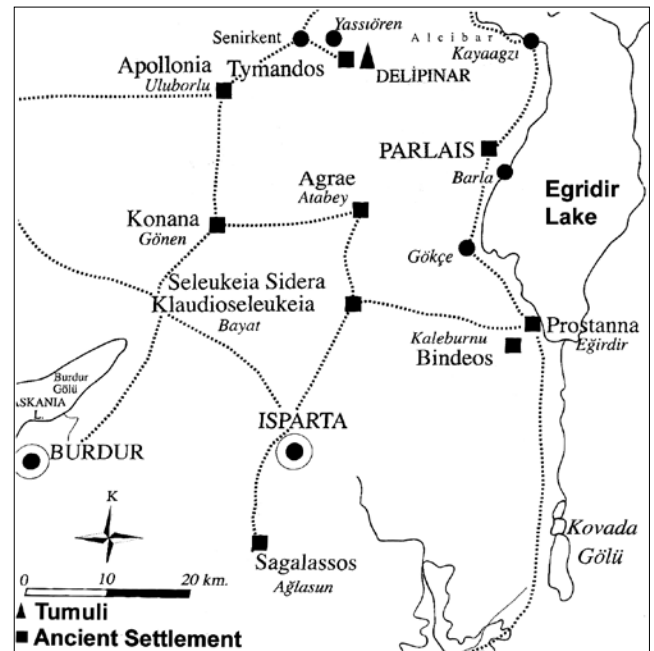 Senirkent
Yassıören
Alcibar
Kayaagzı
Apollonia
Uluborlu
Tymandos
DELİPINAR
PARLAIS
Barla
Egridir
Lake
Agrae
Atabey
Konana
Gönen
Gökçe
Seleukeia Sidera
Klaudioseleukeia
Bayat
Prostanna
Eğirdir
Kaleburnu
Bindeos
Burdur
Gölü
ASKANIA
L.
BURDUR
ISPARTA
K
Sagalassos
Ağlasun
Kovada
Gölü
0 10 20 km.
Tumuli
Ancient Settlement